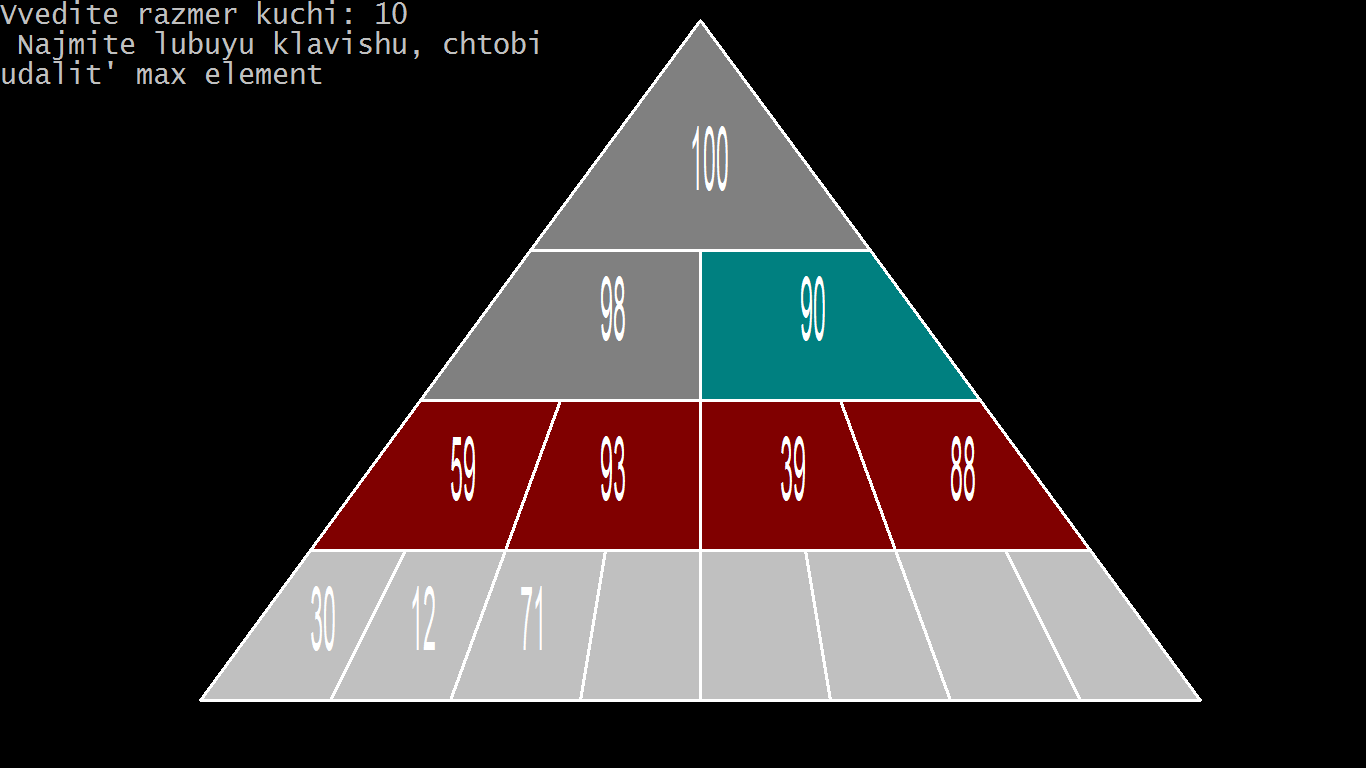 Vvedite razmer kuchi: 10
Najmite lubuyu klavishu, chtobi
udalit' max element
100
98 90
59 93 39 88
30 12 71